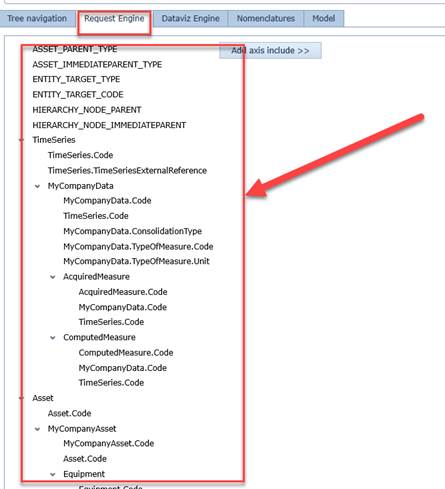 Tree navigation Request Engine Dataviz Engine Nomenclatures Model
ASSET_PARENT_TYPE
Add axis include >>
ASSET_IMMEDIATEPARENT_TYPE
ENTITY_TARGET_TYPE
ENTITY_TARGET_CODE
HIERARCHY_NODE_PARENT
HIERARCHY_NODE_IMMEDIATEPARENT
TimeSeries
TimeSeries.Code
TimeSeries.TimeSeriesExternalReference
MyCompanyData
MyCompanyData.Code
TimeSeries.Code
MyCompanyData.ConsolidationType
MyCompanyData.TypeOfMeasure.Code
MyCompanyData.TypeOfMeasure.Unit
AcquiredMeasure
AcquiredMeasure.Code
MyCompanyData.Code
TimeSeries.Code
ComputedMeasure
ComputedMeasure.Code
MyCompanyData.Code
TimeSeries.Code
Asset
Asset.Code
MyCompanyAsset
MyCompanyAsset.Code
Asset.Code
Equipment
Equipment.Code